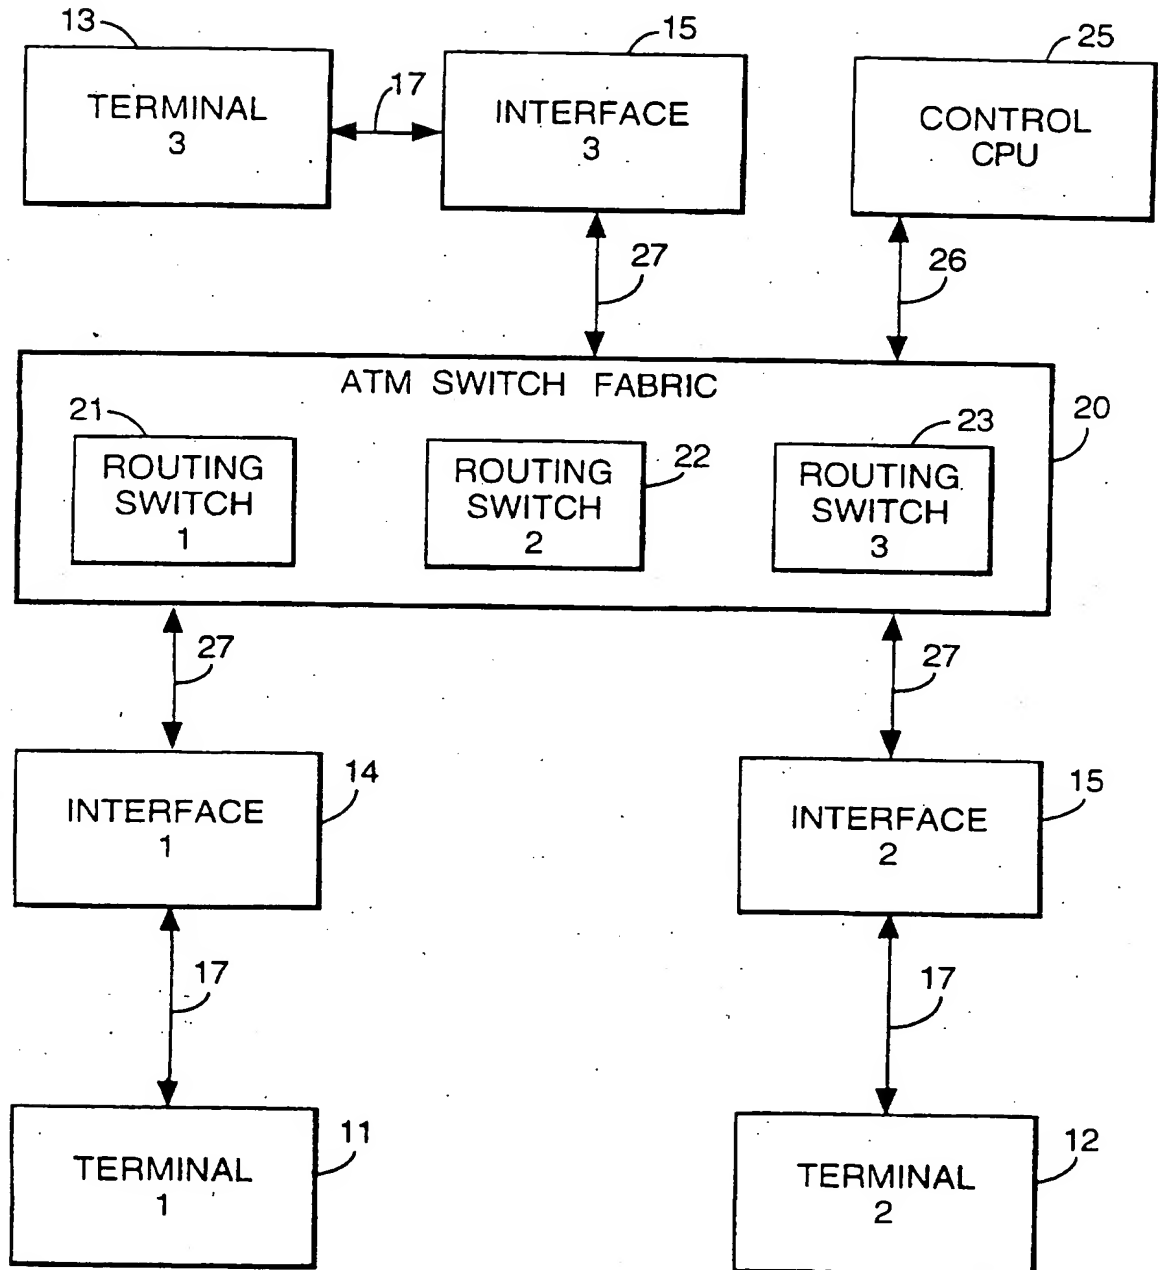 13
15
25
TERMINAL
3
17
INTERFACE
3
CONTROL
CPU
27
26
ATM SWITCH FABRIC
20
21
ROUTING
SWITCH
1
22
ROUTING
SWITCH
2
23
ROUTING
SWITCH
3
27
27
14
INTERFACE
1
15
INTERFACE
2
17
17
11
TERMINAL
1
12
TERMINAL
2